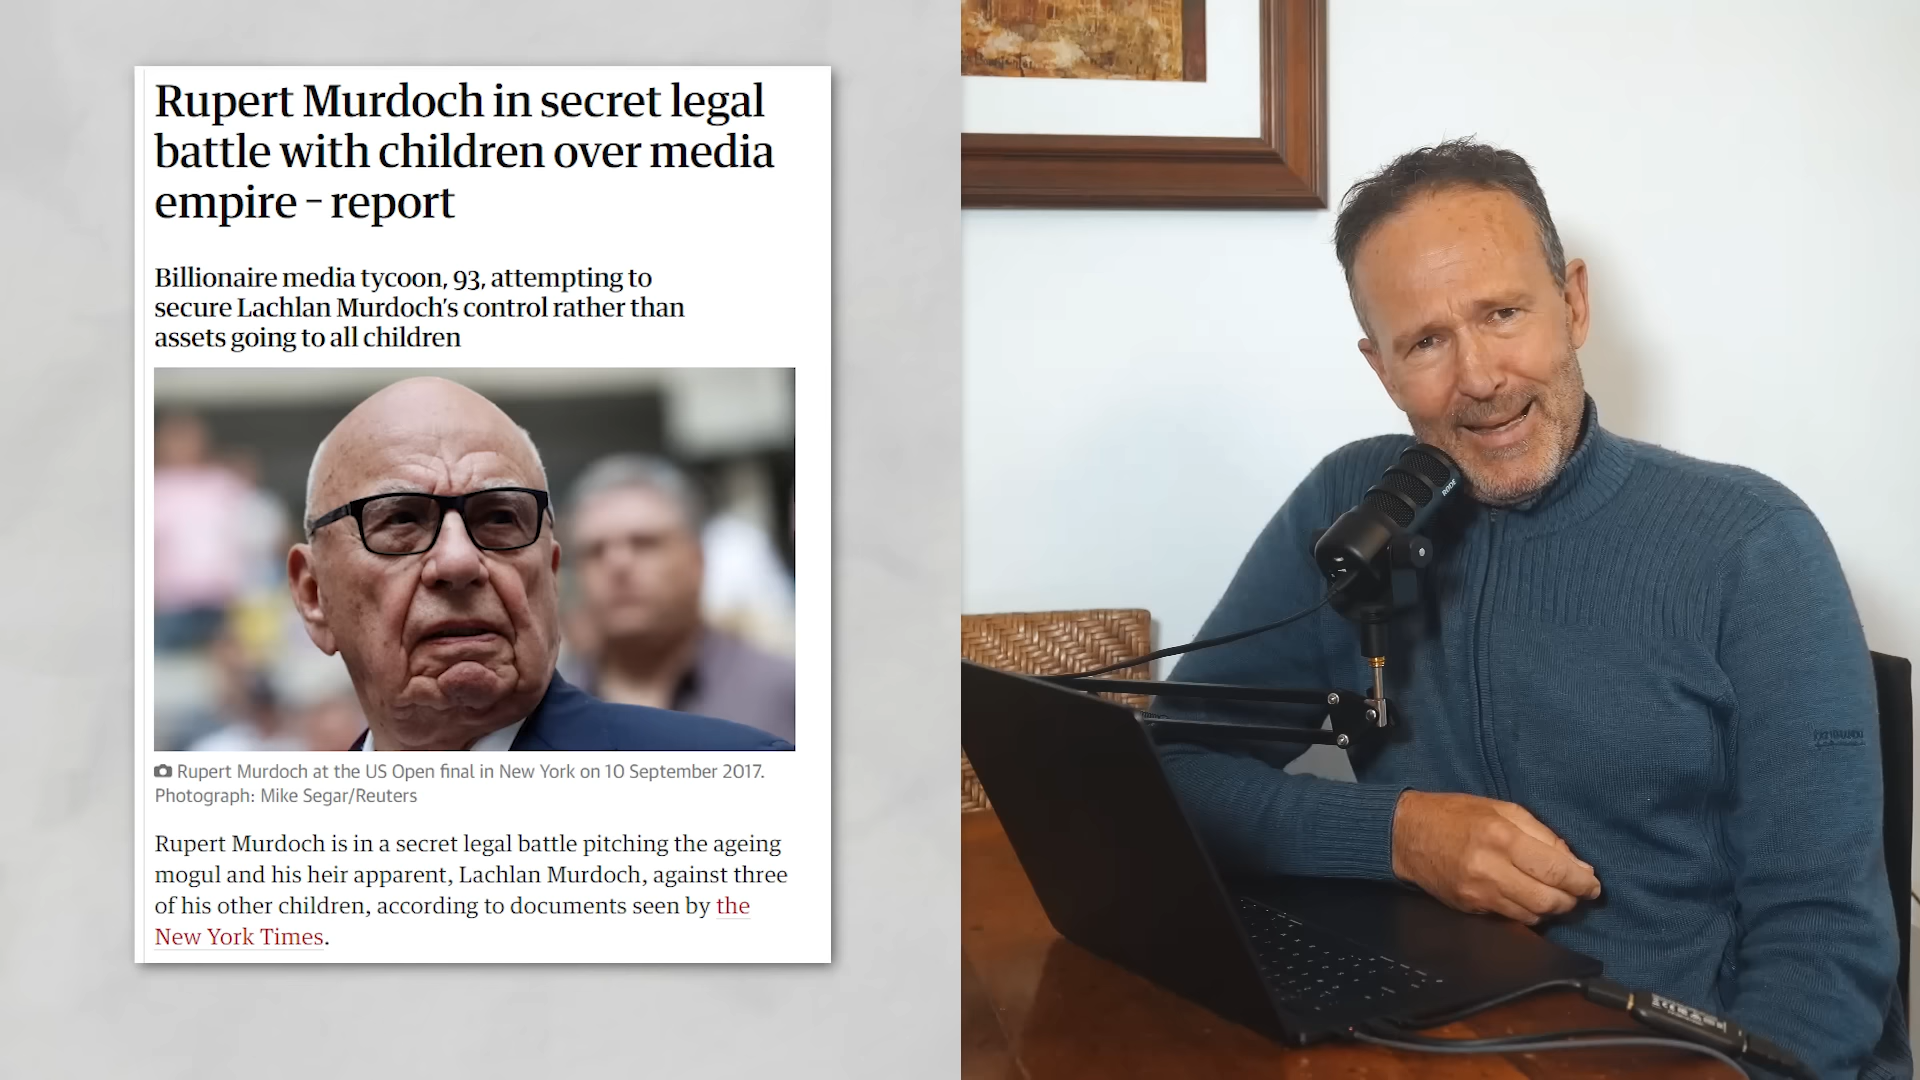 Rupert Murdoch in secret legal
battle with children over media
empire – report
Billionaire media tycoon, 93, attempting to
secure Lachlan Murdoch's control rather than
assets going to all children
Rupert Murdoch at the US Open final in New York on 10 September 2017.
Photograph: Mike Segar/Reuters
Rupert Murdoch is in a secret legal battle pitching the ageing
mogul and his heir apparent, Lachlan Murdoch, against three
of his other children, according to documents seen by the
New York Times.
RØDE